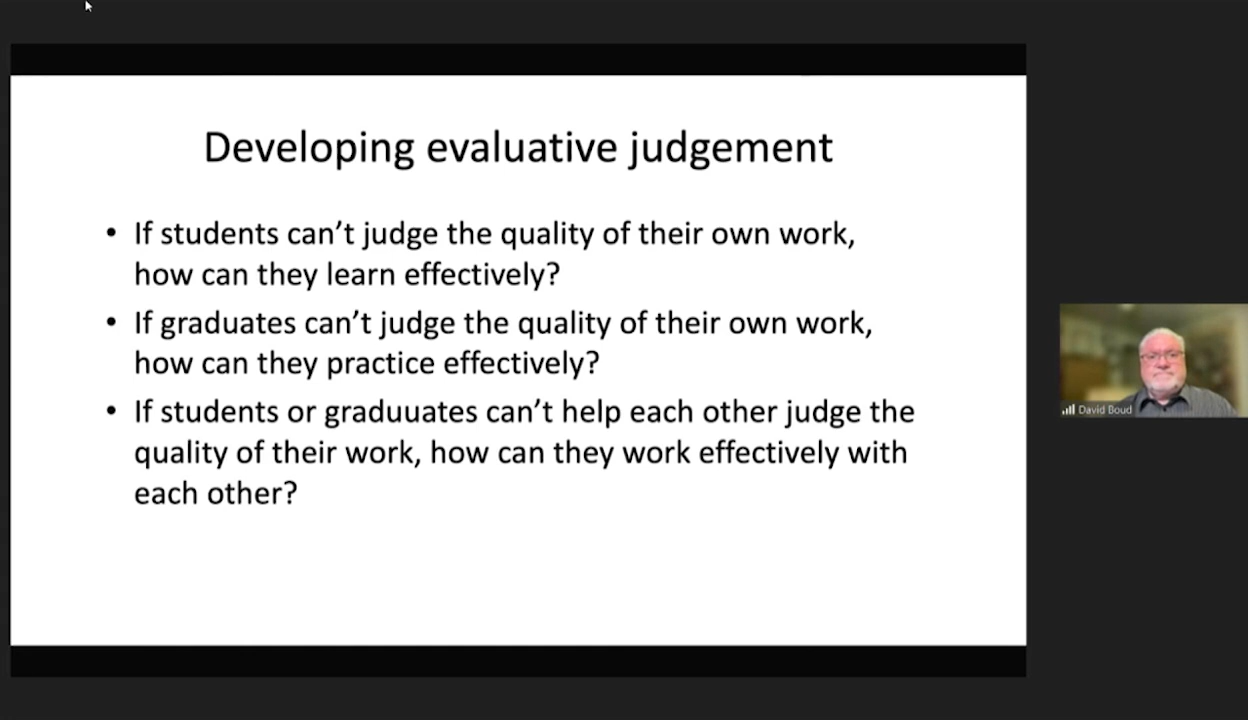 Developing evaluative judgement
• If students can’t judge the quality of their own work,
how can they learn effectively?
• If graduates can’t judge the quality of their own work,
how can they practice effectively?
• If students or graduuates can’t help each other judge the
quality of their work, how can they work effectively with
each other?
David Boud